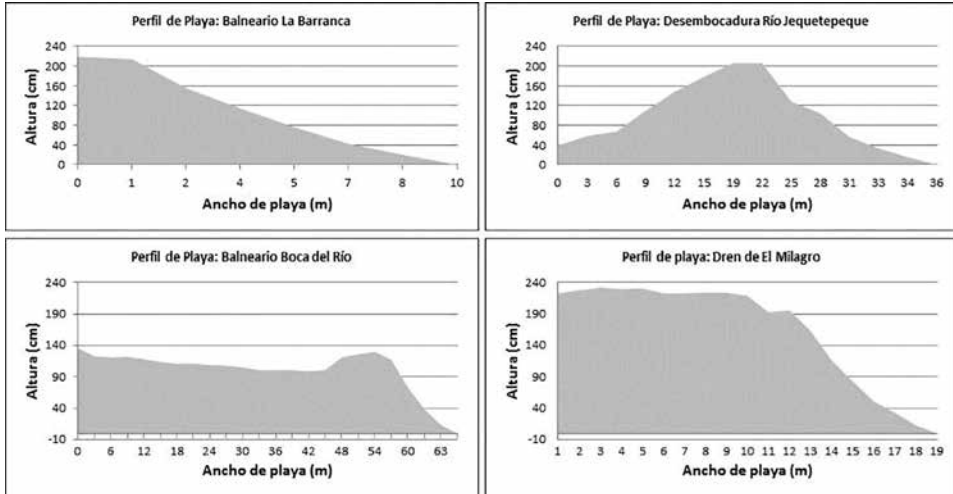 Perfil de Playa: Balneario La Barranca
Altura (cm)
240
200
160
120
80
40
0
0 1 2 4 5 7 8 10
Ancho de playa (m)
Perfil de Playa: Desembocadura Río Jequetepeque
Altura (cm)
240
200
160
120
80
40
0
0 3 6 9 12 15 19 22 25 28 31 33 34 36
Ancho de playa (m)
Perfil de Playa: Balneario Boca del Río
Altura (cm)
240
190
140
90
40
-10
0 6 12 18 24 30 36 42 48 54 60 63
Ancho de playa (m)
Perfil de playa: Dren de El Milagro
Altura (cm)
240
190
140
90
40
-10
1 2 3 4 5 6 7 8 9 10 11 12 13 14 15 16 17 18 19
Ancho de playa (m)